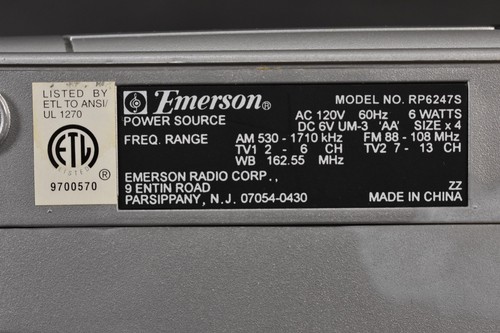 LISTED BY
ETL TO ANSI/
UL 1270
ETL
LISTED
®
9700570
Emerson®
MODEL NO. RP6247S
POWER SOURCE
AC 120V 60Hz 6 WATTS
DC 6V UM-3 'AA' SIZE x 4
FREQ. RANGE AM 530 - 1710 kHz FM 88 - 108 MHz
TV1 2 - 6 CH TV2 7 - 13 CH
WB 162.55 MHz
EMERSON RADIO CORP.,
9 ENTIN ROAD
PARSIPPANY, N.J. 07054-0430
ZZ
MADE IN CHINA